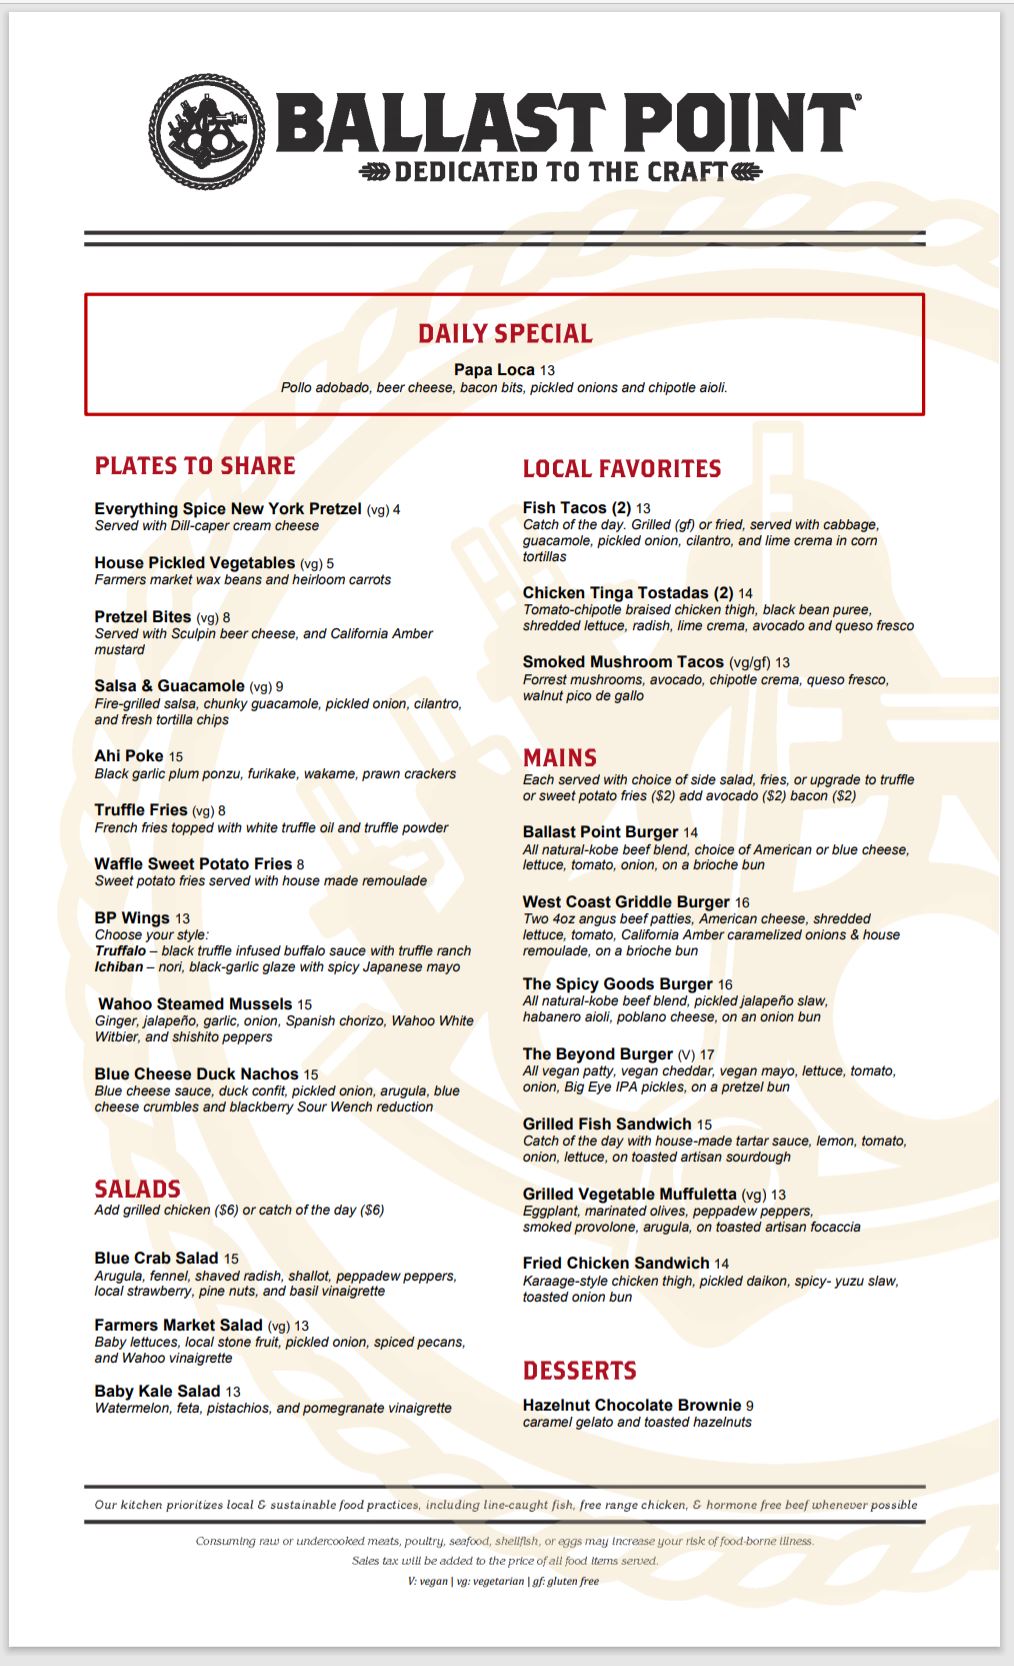 BALLAST POINT®
DEDICATED TO THE CRAFT
DAILY SPECIAL
Papa Loca 13
Pollo adobado, beer cheese, bacon bits, pickled onions and chipotle aioli.
PLATES TO SHARE
Everything Spice New York Pretzel (vg) 4
Served with Dill-caper cream cheese
House Pickled Vegetables (vg) 5
Farmers market wax beans and heirloom carrots
Pretzel Bites (vg) 8
Served with Sculpin beer cheese, and California Amber
mustard
Salsa & Guacamole (vg) 9
Fire-grilled salsa, chunky guacamole, pickled onion, cilantro,
and fresh tortilla chips
Ahi Poke 15
Black garlic plum ponzu, furikake, wakame, prawn crackers
Truffle Fries (vg) 8
French fries topped with white truffle oil and truffle powder
Waffle Sweet Potato Fries 8
Sweet potato fries served with house made remoulade
BP Wings 13
Choose your style:
Truffalo – black truffle infused buffalo sauce with truffle ranch
Ichiban – nori, black-garlic glaze with spicy Japanese mayo
Wahoo Steamed Mussels 15
Ginger, jalapeño, garlic, onion, Spanish chorizo, Wahoo White
Witbier, and shishito peppers
Blue Cheese Duck Nachos 15
Blue cheese sauce, duck confit, pickled onion, arugula, blue
cheese crumbles and blackberry Sour Wench reduction
SALADS
Add grilled chicken ($6) or catch of the day ($6)
Blue Crab Salad 15
Arugula, fennel, shaved radish, shallot, peppadew peppers,
local strawberry, pine nuts, and basil vinaigrette
Farmers Market Salad (vg) 13
Baby lettuces, local stone fruit, pickled onion, spiced pecans,
and Wahoo vinaigrette
Baby Kale Salad 13
Watermelon, feta, pistachios, and pomegranate vinaigrette
LOCAL FAVORITES
Fish Tacos (2) 13
Catch of the day. Grilled (gf) or fried, served with cabbage,
guacamole, pickled onion, cilantro, and lime crema in corn
tortillas
Chicken Tinga Tostadas (2) 14
Tomato-chipotle braised chicken thigh, black bean puree,
shredded lettuce, radish, lime crema, avocado and queso fresco
Smoked Mushroom Tacos (vg/gf) 13
Forrest mushrooms, avocado, chipotle crema, queso fresco,
walnut pico de gallo
MAINS
Each served with choice of side salad, fries, or upgrade to truffle
or sweet potato fries ($2) add avocado ($2) bacon ($2)
Ballast Point Burger 14
All natural-kobe beef blend, choice of American or blue cheese,
lettuce, tomato, onion, on a brioche bun
West Coast Griddle Burger 16
Two 4oz angus beef patties, American cheese, shredded
lettuce, tomato, California Amber caramelized onions & house
remoulade, on a brioche bun
The Spicy Goods Burger 16
All natural-kobe beef blend, pickled jalapeño slaw,
habanero aioli, poblano cheese, on an onion bun
The Beyond Burger (V) 17
All vegan patty, vegan cheddar, vegan mayo, lettuce, tomato,
onion, Big Eye IPA pickles, on a pretzel bun
Grilled Fish Sandwich 15
Catch of the day with house-made tartar sauce, lemon, tomato,
onion, lettuce, on toasted artisan sourdough
Grilled Vegetable Muffuletta (vg) 13
Eggplant, marinated olives, peppadew peppers,
smoked provolone, arugula, on toasted artisan focaccia
Fried Chicken Sandwich 14
Karaage-style chicken thigh, pickled daikon, spicy- yuzu slaw,
toasted onion bun
DESSERTS
Hazelnut Chocolate Brownie 9
caramel gelato and toasted hazelnuts
Our kitchen prioritizes local & sustainable food practices, including line-caught fish, free range chicken, & hormone free beef whenever possible
Consuming raw or undercooked meats, poultry, seafood, shellfish, or eggs may increase your risk of food-borne illness.
Sales tax will be added to the price of all food items served.
V: vegan | vg: vegetarian | gf: gluten free